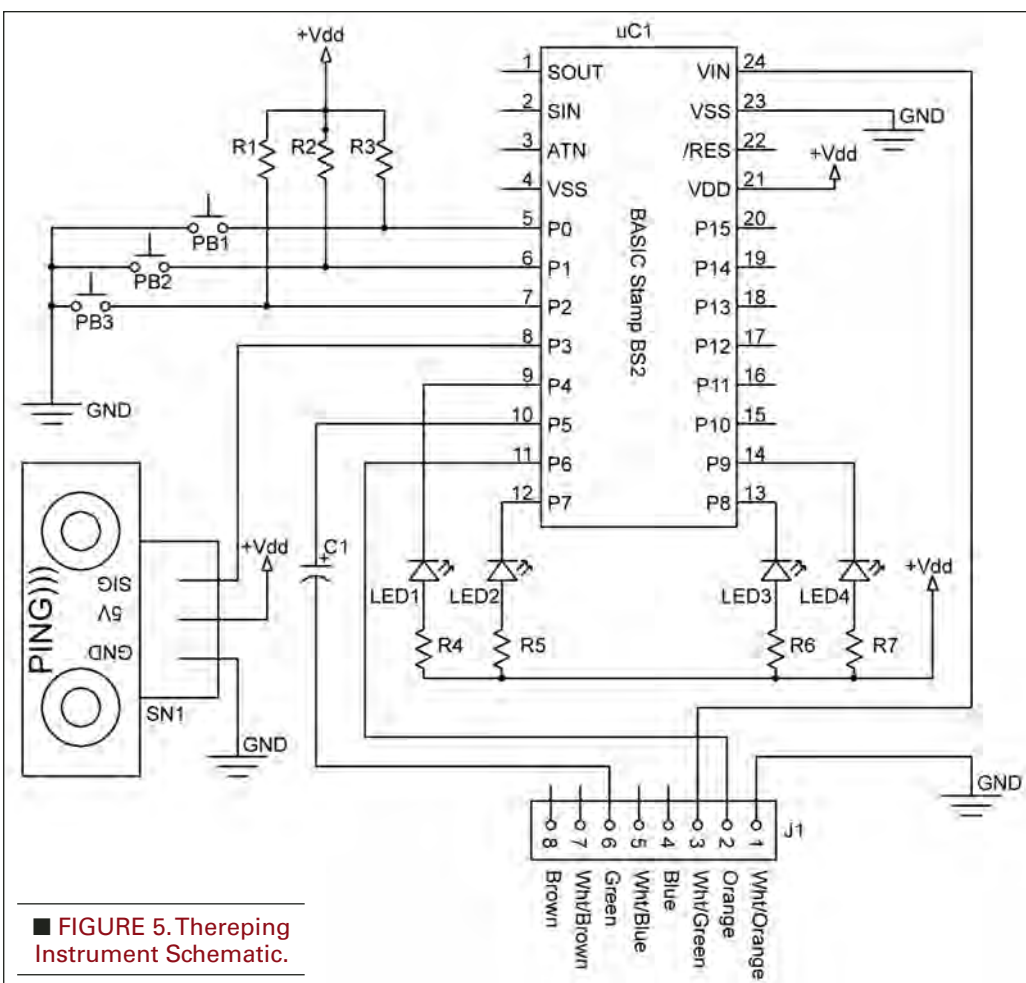 uC1
+Vdd
1 SOUT VIN 24
2 SIN VSS 23
GND
R1 R2 R3
3 ATN /RES 22
+Vdd
4 VSS VDD 21
5 P0 P15 20
PB1
6 P1 P14 19
PB2
7 P2 P13 18
PB3
8 P3 P12 17
9 P4 P11 16
GND
10 P5 P10 15
11 P6 P9 14
12 P7 P8 13
BASIC Stamp BS2
PING)))
SIG
5V
GND
+Vdd
C1
+
LED1 LED2 LED3 LED4
+Vdd
R4 R5 R6 R7
SN1
GND
GND
J1
8 7 6 5 4 3 2 1
Brown
Wht/Brown
Green
Wht/Blue
Blue
Wht/Green
Orange
Wht/Orange
■ FIGURE 5. Thereping
Instrument Schematic.